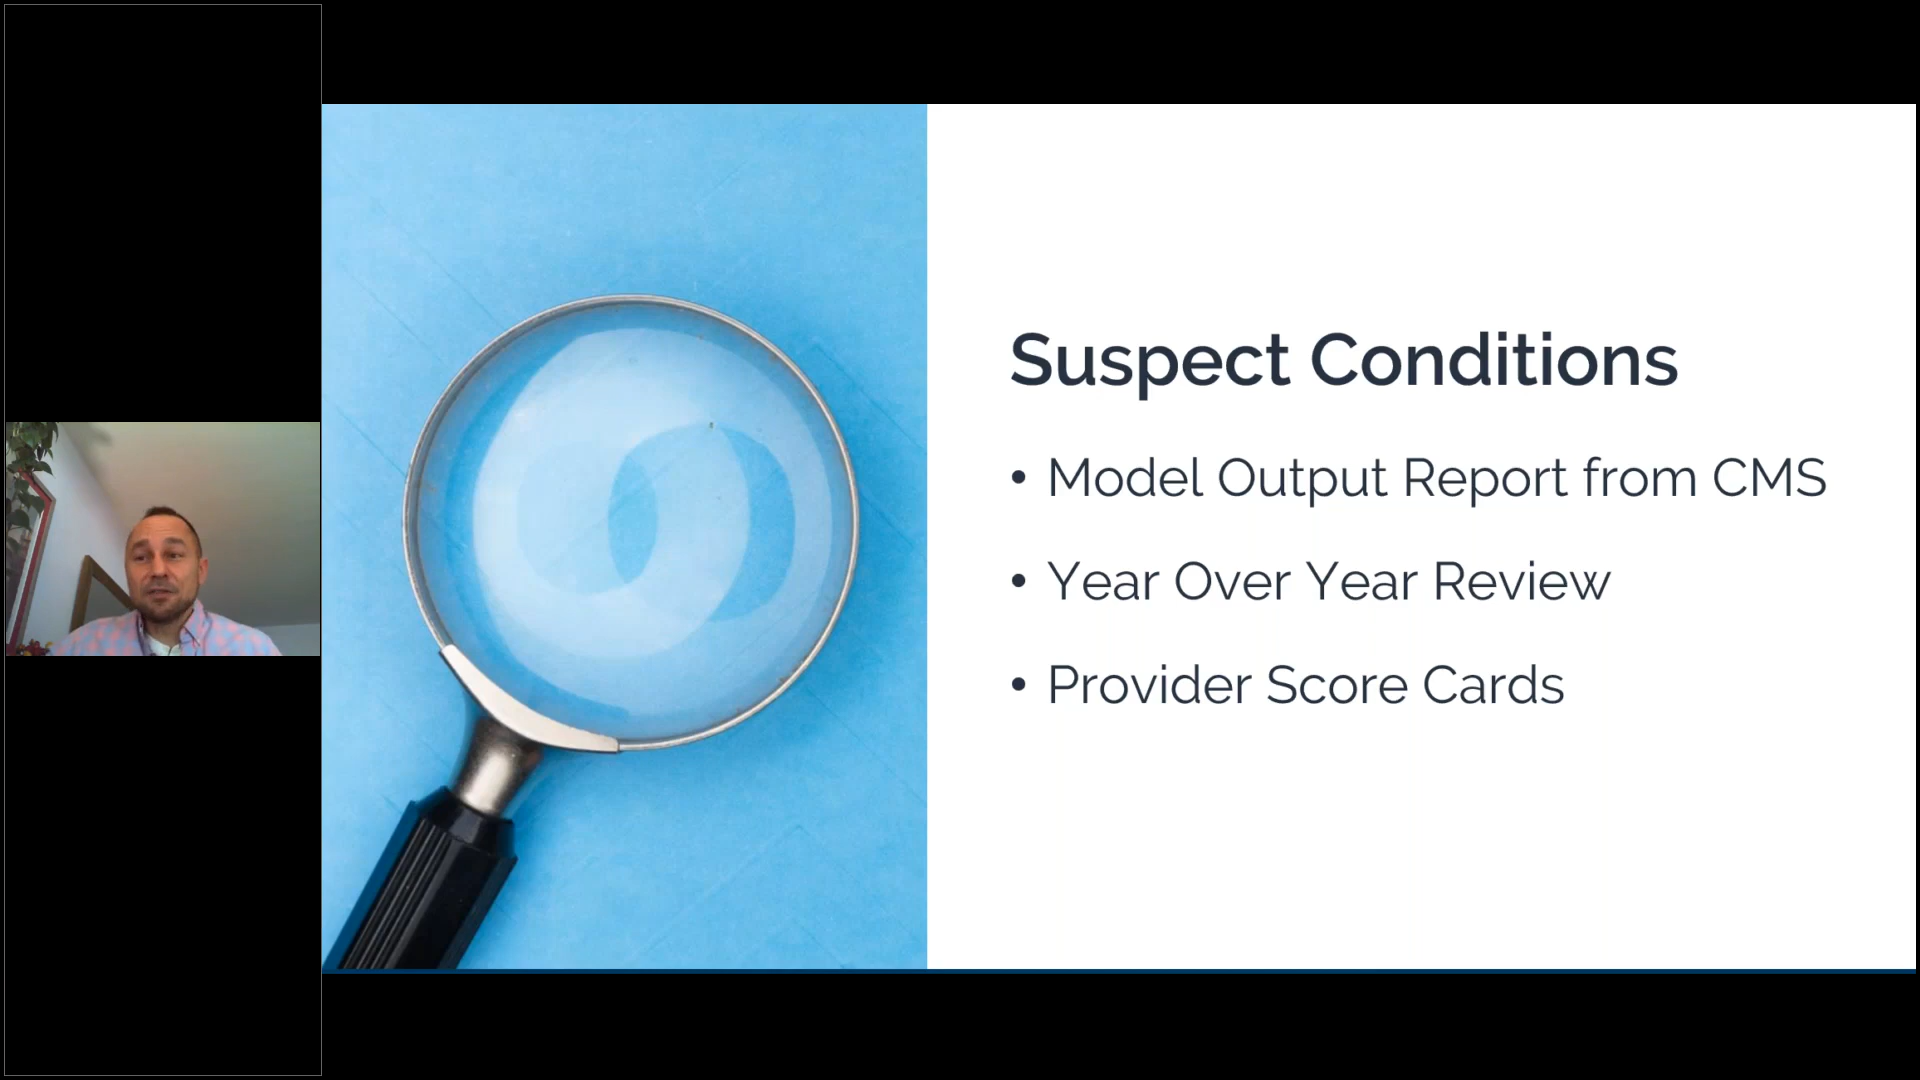 Suspect Conditions
• Model Output Report from CMS
• Year Over Year Review
• Provider Score Cards